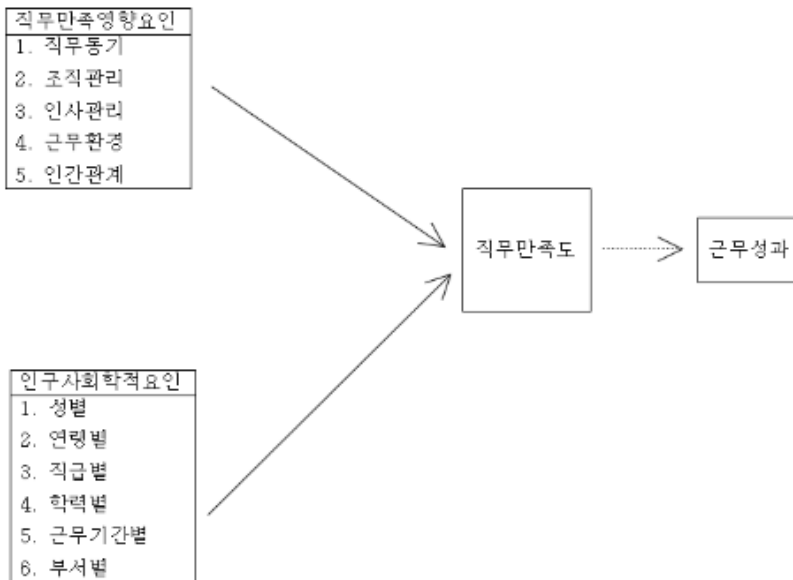 직무만족영향요인
1. 직무동기
2. 조직관리
3. 인사관리
4. 근무환경
5. 인간관계
직무만족도
근무성과
인구사회학적요인
1. 성별
2. 연령별
3. 직급별
4. 학력별
5. 근무기간별
6. 부서별